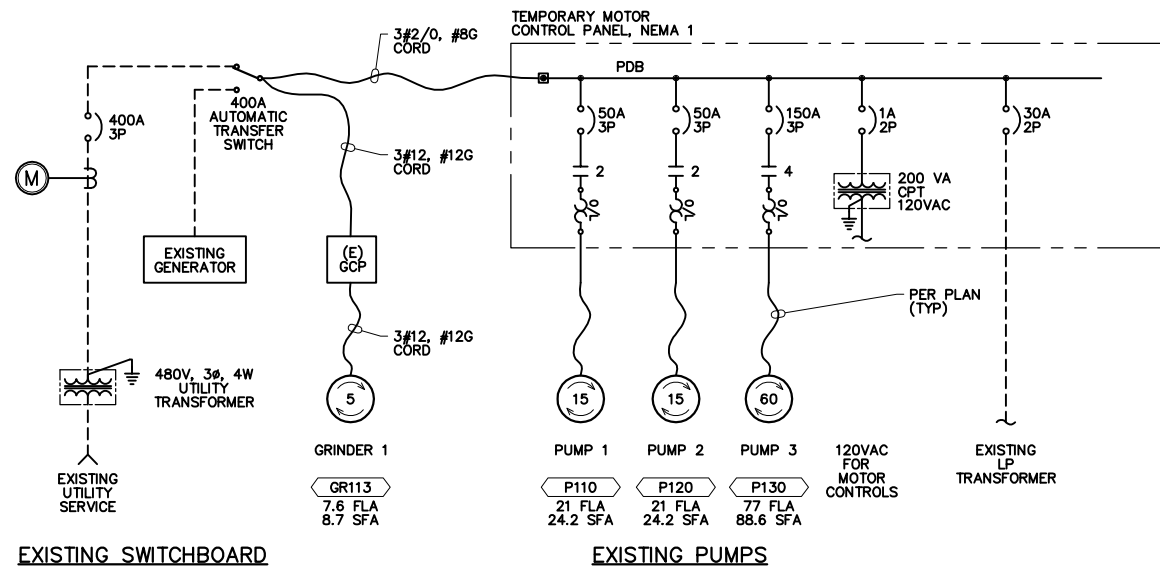 TEMPORARY MOTOR
CONTROL PANEL, NEMA 1
3#2/0, #8G
CORD
PDB
400A
3P
400A
AUTOMATIC
TRANSFER
SWITCH
50A
3P
50A
3P
150A
3P
1A
2P
30A
2P
3#12, #12G
CORD
M
2
2
4
200 VA
CPT
120VAC
EXISTING
GENERATOR
(E)
GCP
PER PLAN
(TYP)
3#12, #12G
CORD
480V, 3ø, 4W
UTILITY
TRANSFORMER
5
15
15
60
GRINDER 1
PUMP 1
PUMP 2
PUMP 3
120VAC
FOR
MOTOR
CONTROLS
EXISTING
LP
TRANSFORMER
EXISTING
UTILITY
SERVICE
GR113
7.6 FLA
8.7 SFA
P110
21 FLA
24.2 SFA
P120
21 FLA
24.2 SFA
P130
77 FLA
88.6 SFA
EXISTING SWITCHBOARD
EXISTING PUMPS